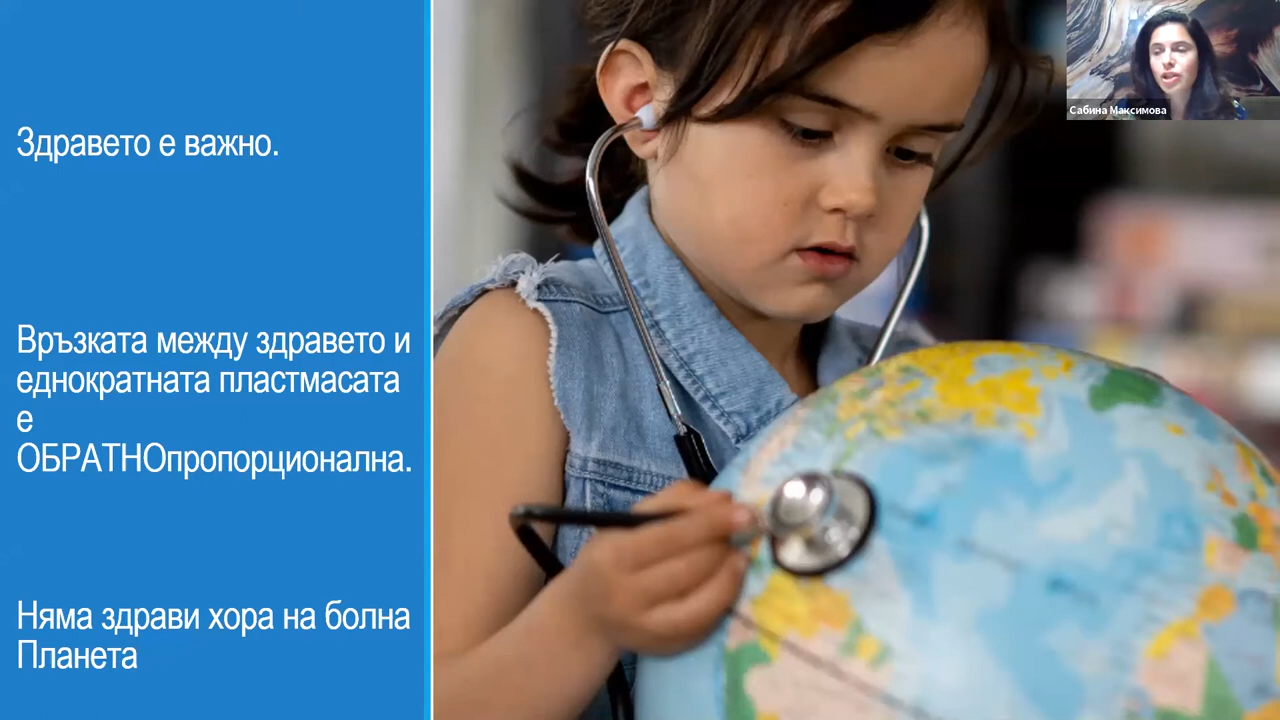 Здравето е важно.
Връзката между здравето и
еднократната пластмасата
е
ОБРАТНОпропорционална.
Няма здрави хора на болна
Планета
Сабина Максимова